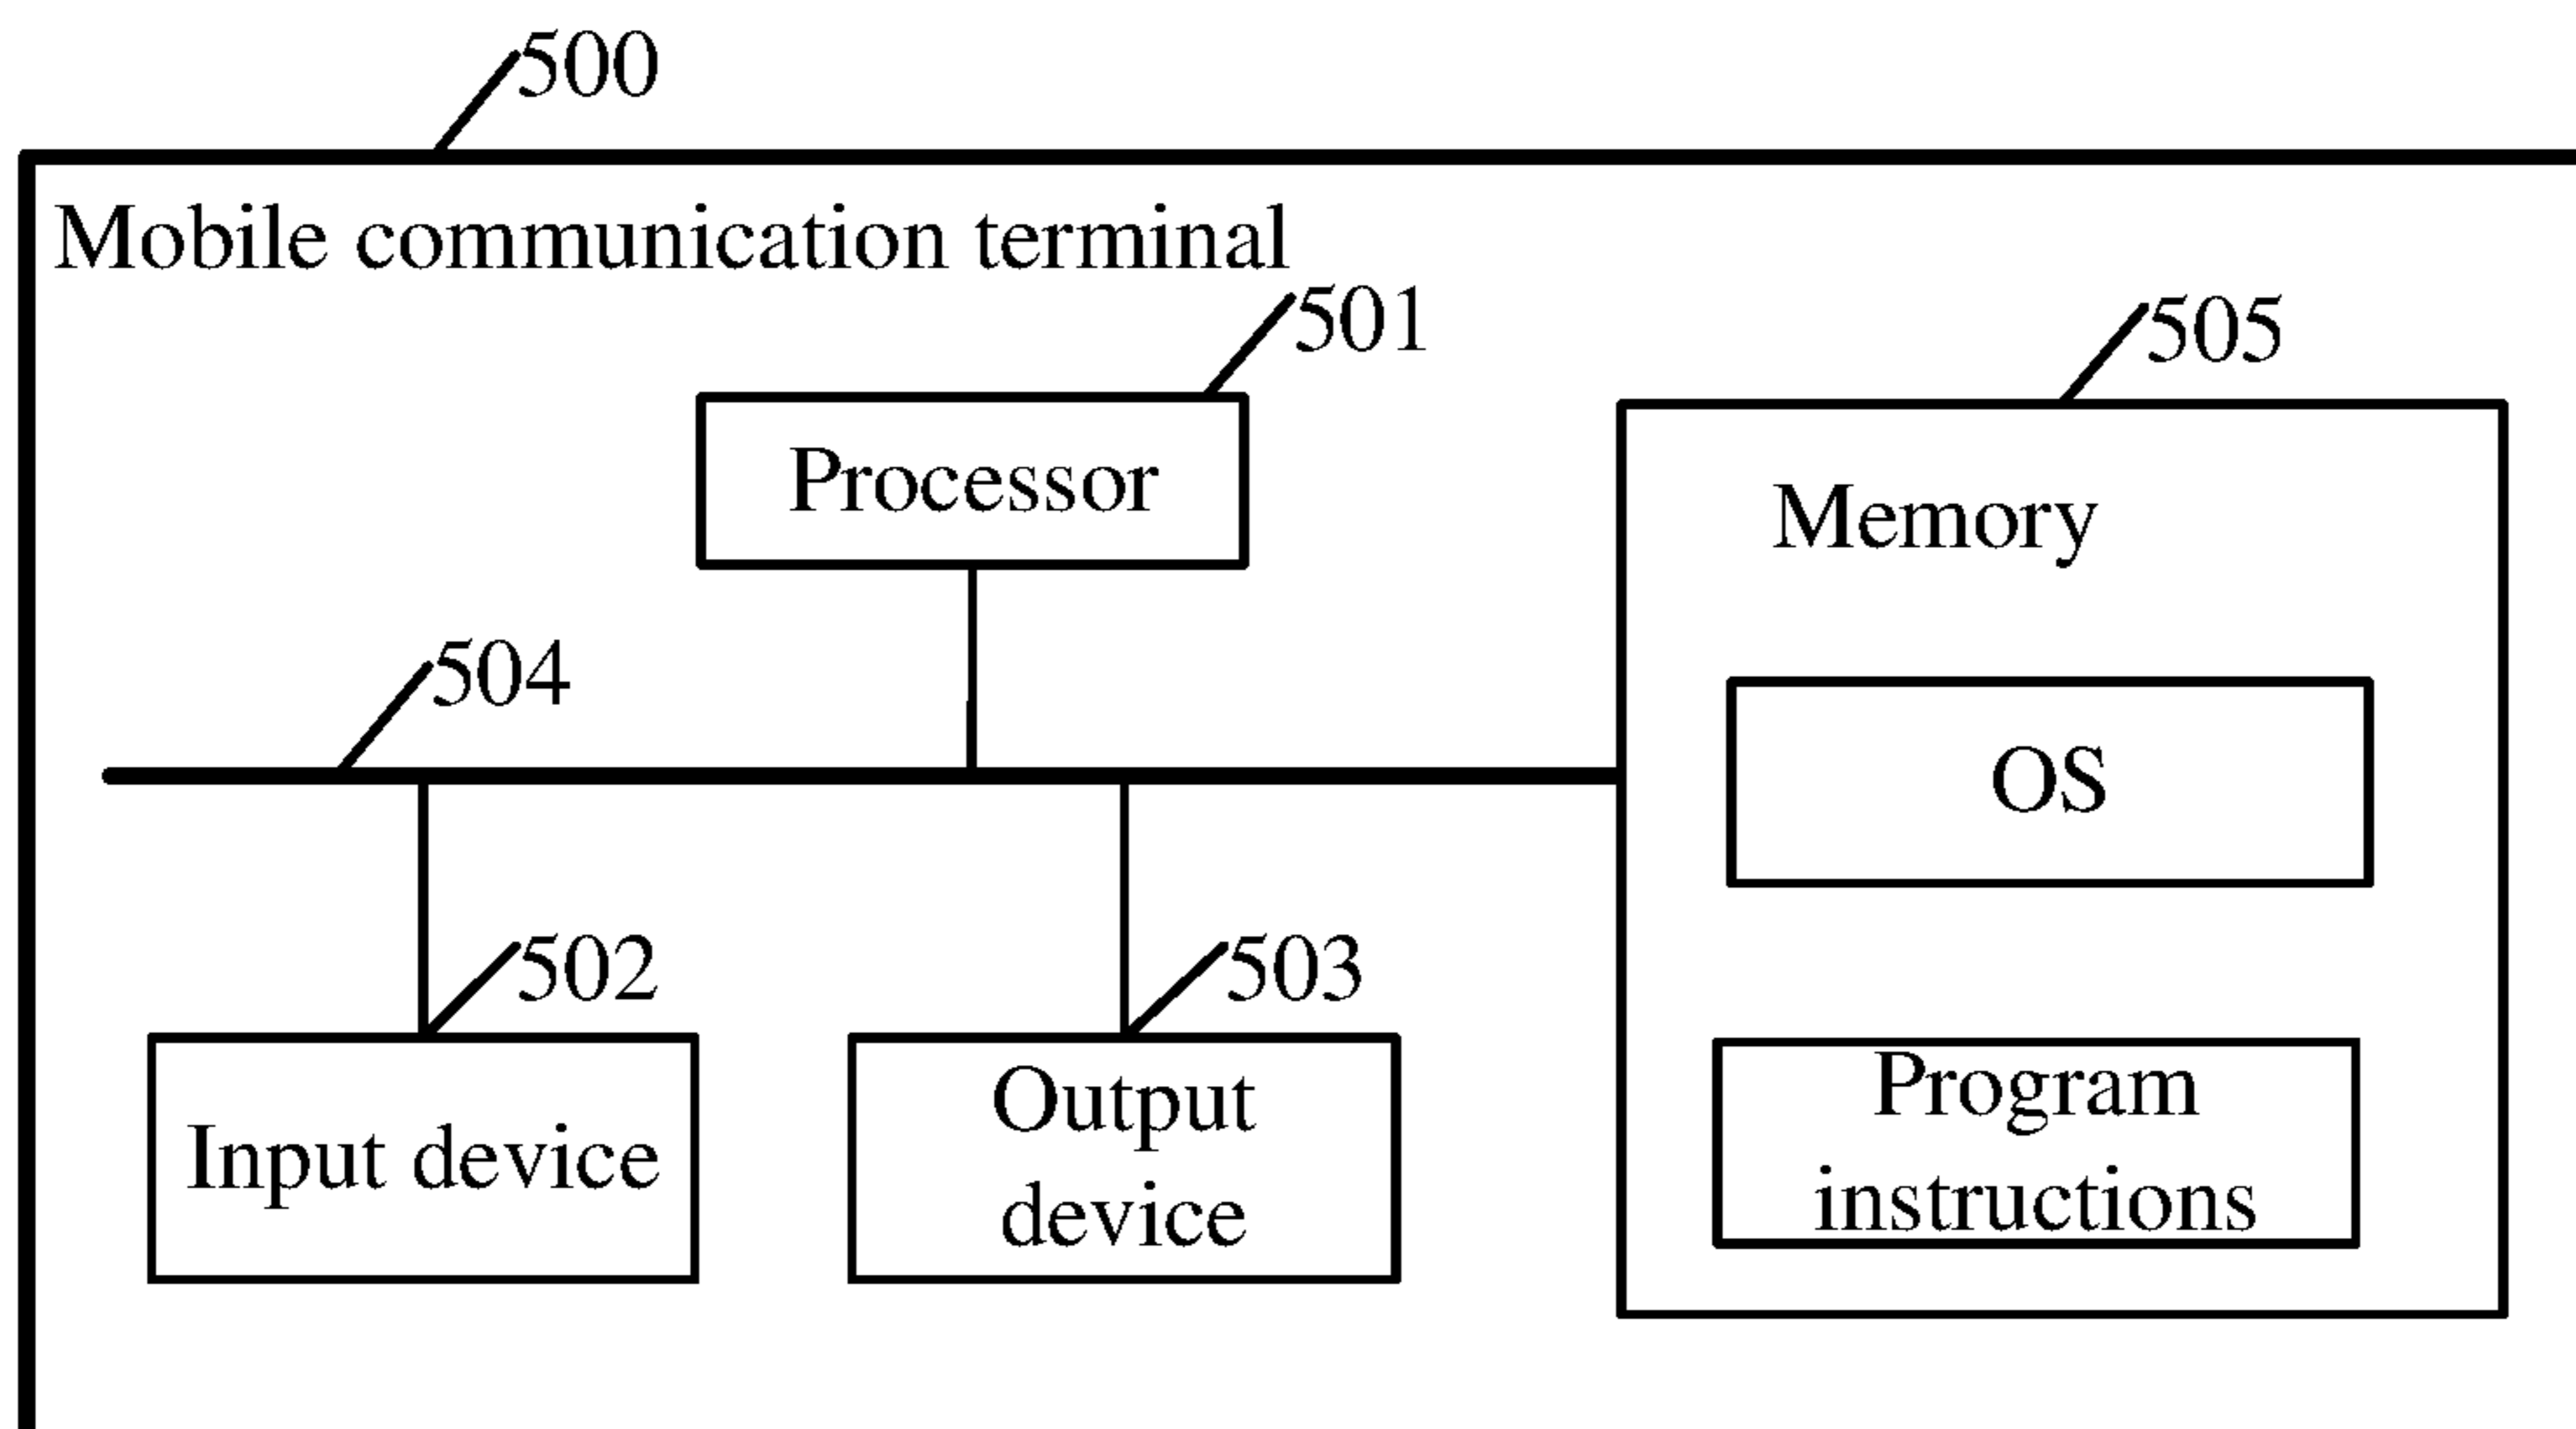 500
Mobile communication terminal
501
505
Processor
Memory
504
OS
502
503
Input device
Output
device
Program
instructions